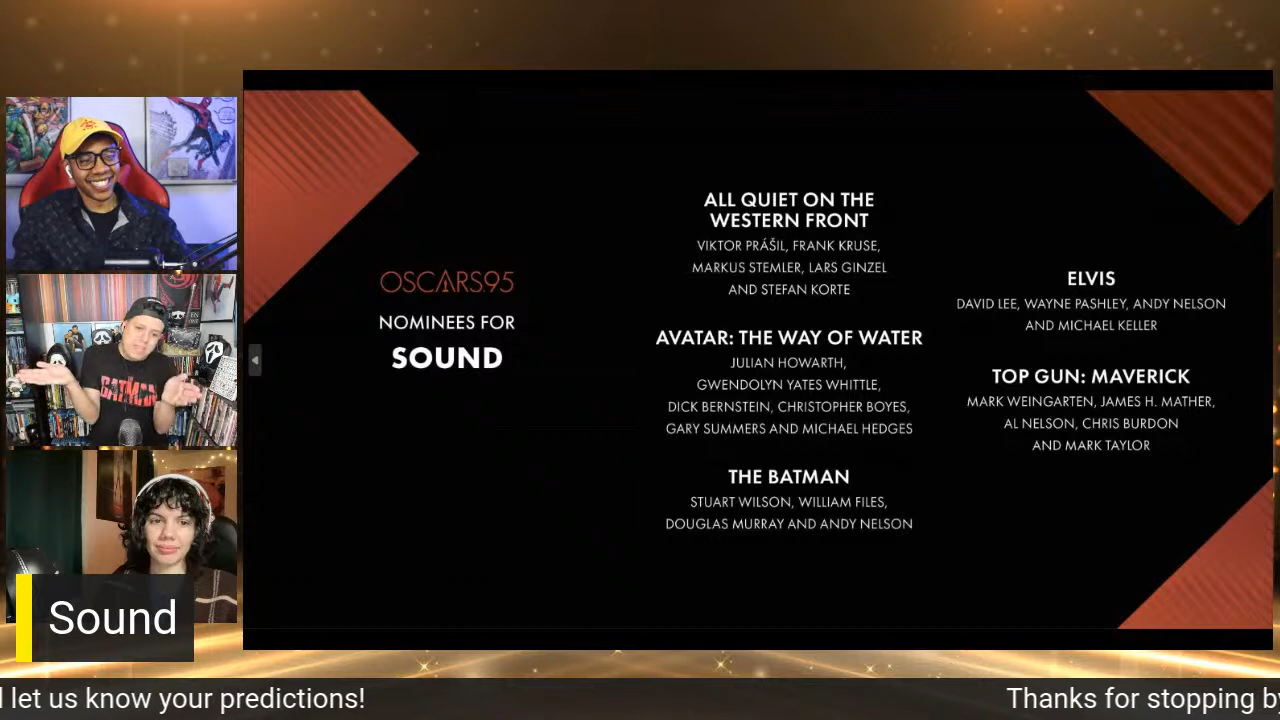 OSCARS95
NOMINEES FOR
SOUND
ALL QUIET ON THE
WESTERN FRONT
VIKTOR PRÁŠIL, FRANK KRUSE,
MARKUS STEMLER, LARS GINZEL
AND STEFAN KORTE
AVATAR: THE WAY OF WATER
JULIAN HOWARTH,
GWENDOLYN YATES WHITTLE,
DICK BERNSTEIN, CHRISTOPHER BOYES,
GARY SUMMERS AND MICHAEL HEDGES
THE BATMAN
STUART WILSON, WILLIAM FILES,
DOUGLAS MURRAY AND ANDY NELSON
ELVIS
DAVID LEE, WAYNE PASHLEY, ANDY NELSON
AND MICHAEL KELLER
TOP GUN: MAVERICK
MARK WEINGARTEN, JAMES H. MATHER,
AL NELSON, CHRIS BURDON
AND MARK TAYLOR
BATMAN
Sound
let us know your predictions!
Thanks for stopping by